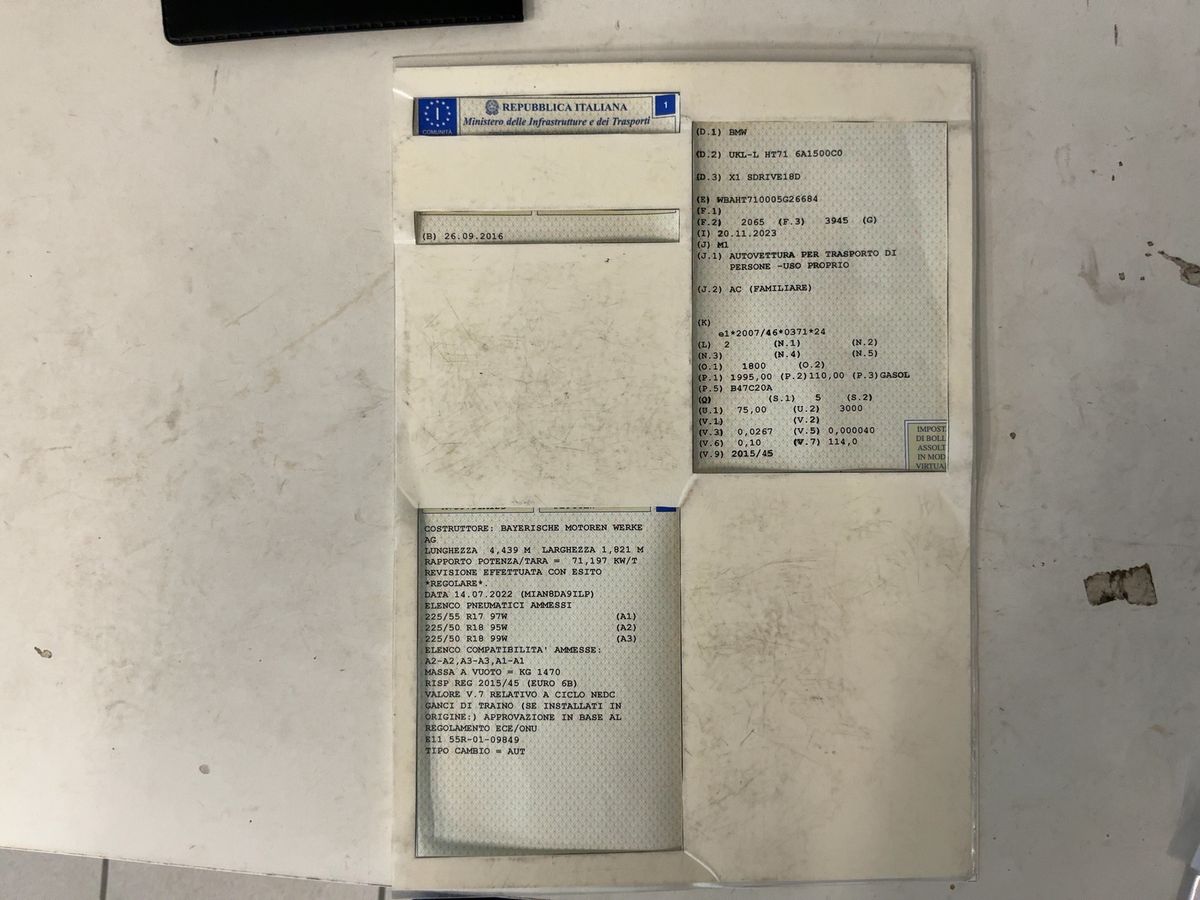 REPUBBLICA ITALIANA
Ministero delle Infrastrutture e dei Trasporti
1
I
COMUNITÀ
(B) 26.09.2016
(D.1) BMW
(D.2) UKL-L HT71 6A1500C0
(D.3) X1 SDRIVE18D
(E) WBAHT710005G26684
(F.1)
(F.2) 2065 (F.3) 3945 (G)
(I) 20.11.2023
(J) M1
(J.1) AUTOVETTURA PER TRASPORTO DI
PERSONE -USO PROPRIO
(J.2) AC (FAMILIARE)
(K)
e1*2007/46*0371*24
(L) 2 (N.1) (N.2)
(N.3) (N.4) (N.5)
(O.1) 1800 (O.2)
(P.1) 1995,00 (P.2)110,00 (P.3)GASOL
(P.5) B47C20A
(Q) (S.1) 5 (S.2)
(U.1) 75,00 (U.2) 3000
(V.1) (V.2)
(V.3) 0,0267 (V.5) 0,000040
(V.6) 0,10 (V.7) 114,0
(V.9) 2015/45
IMPOST
DI BOLL
ASSOLT
IN MOD
VIRTUAL
COSTRUTTORE: BAYERISCHE MOTOREN WERKE
AG
LUNGHEZZA 4,439 M LARGHEZZA 1,821 M
RAPPORTO POTENZA/TARA = 71,197 KW/T
REVISIONE EFFETTUATA CON ESITO
*REGOLARE*.
DATA 14.07.2022 (MIAN8DA9ILP)
ELENCO PNEUMATICI AMMESSI
225/55 R17 97W (A1)
225/50 R18 95W (A2)
225/50 R18 99W (A3)
ELENCO COMPATIBILITA' AMMESSE:
A2-A2,A3-A3,A1-A1
MASSA A VUOTO = KG 1470
RISP REG 2015/45 (EURO 6B)
VALORE V.7 RELATIVO A CICLO NEDC
GANCI DI TRAINO (SE INSTALLATI IN
ORIGINE:) APPROVAZIONE IN BASE AL
REGOLAMENTO ECE/ONU
E11 55R-01-09849
TIPO CAMBIO = AUT